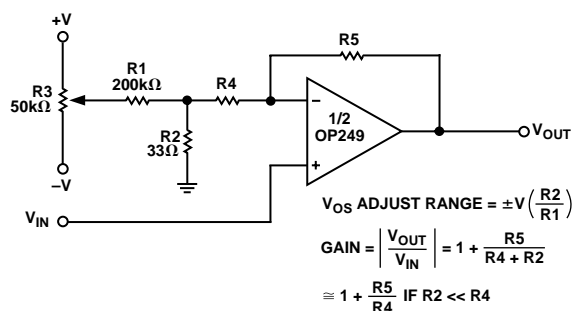 +V
R3
50kΩ
–V
R1
200kΩ
R2
33Ω
R4
R5
–
+
1/2
OP249
V_OUT
V_IN
V_OS ADJUST RANGE = ±V(R2/R1)
GAIN = |V_OUT/V_IN| = 1 + R5/(R4 + R2)
≅ 1 + R5/R4 IF R2 << R4